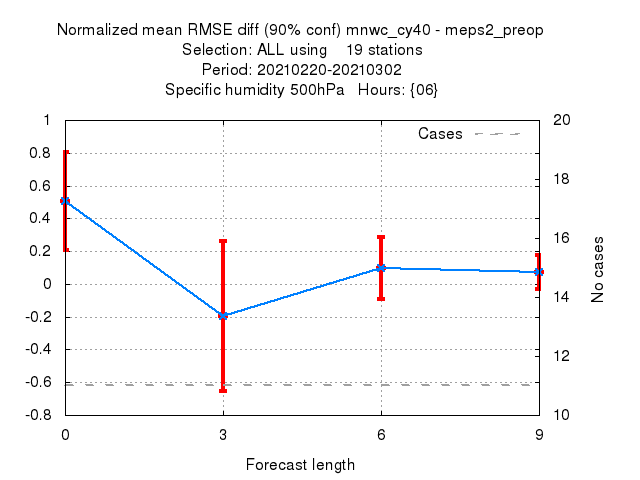 Normalized mean RMSE diff (90% conf) mnwc_cy40 - meps2_preop
Selection: ALL using    19 stations
Period: 20210220-20210302
Specific humidity 500hPa   Hours: {06}
Cases
1
0.8
0.6
0.4
0.2
0
-0.2
-0.4
-0.6
-0.8
20
18
16
14
12
10
No cases
0 3 6 9
Forecast length